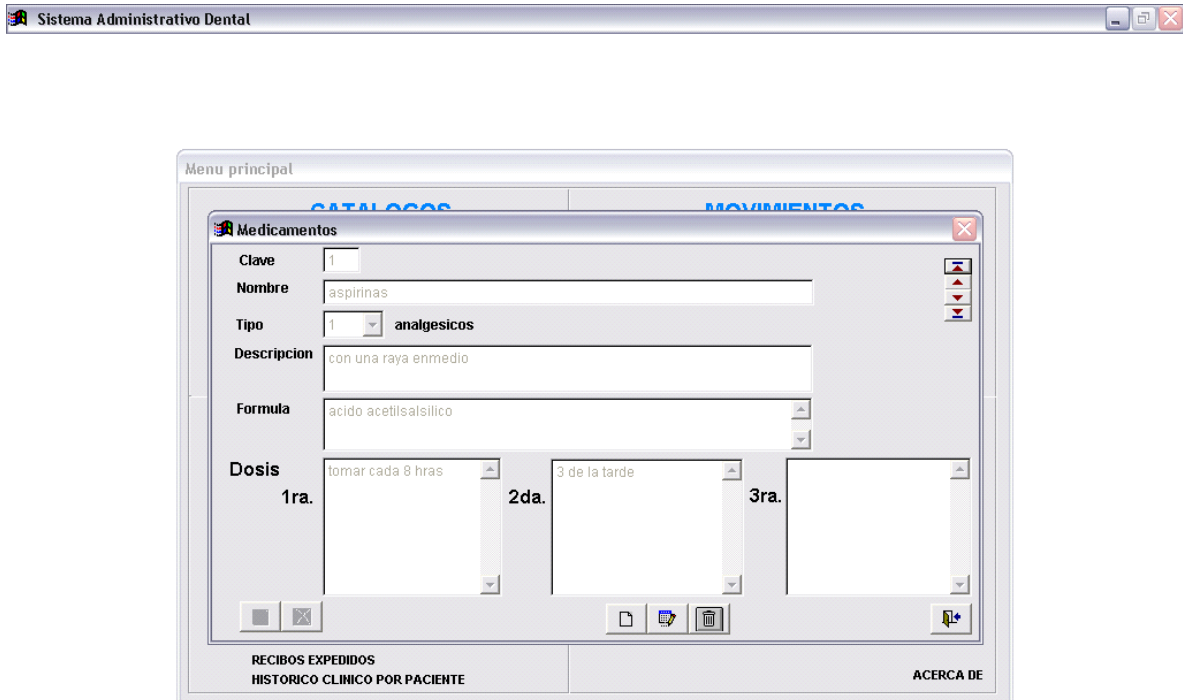 Sistema Administrativo Dental
Menu principal
CATALOGOS MOVIMIENTOS
Medicamentos
Clave 1
Nombre aspirinas
Tipo 1 analgesicos
Descripcion con una raya enmedio
Formula acido acetilsalsilico
Dosis
1ra. tomar cada 8 hras
2da. 3 de la tarde
3ra.
RECIBOS EXPEDIDOS
HISTORICO CLINICO POR PACIENTE
ACERCA DE